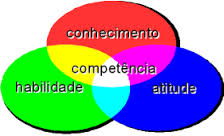 conhecimento
competência
habilidade
atitude